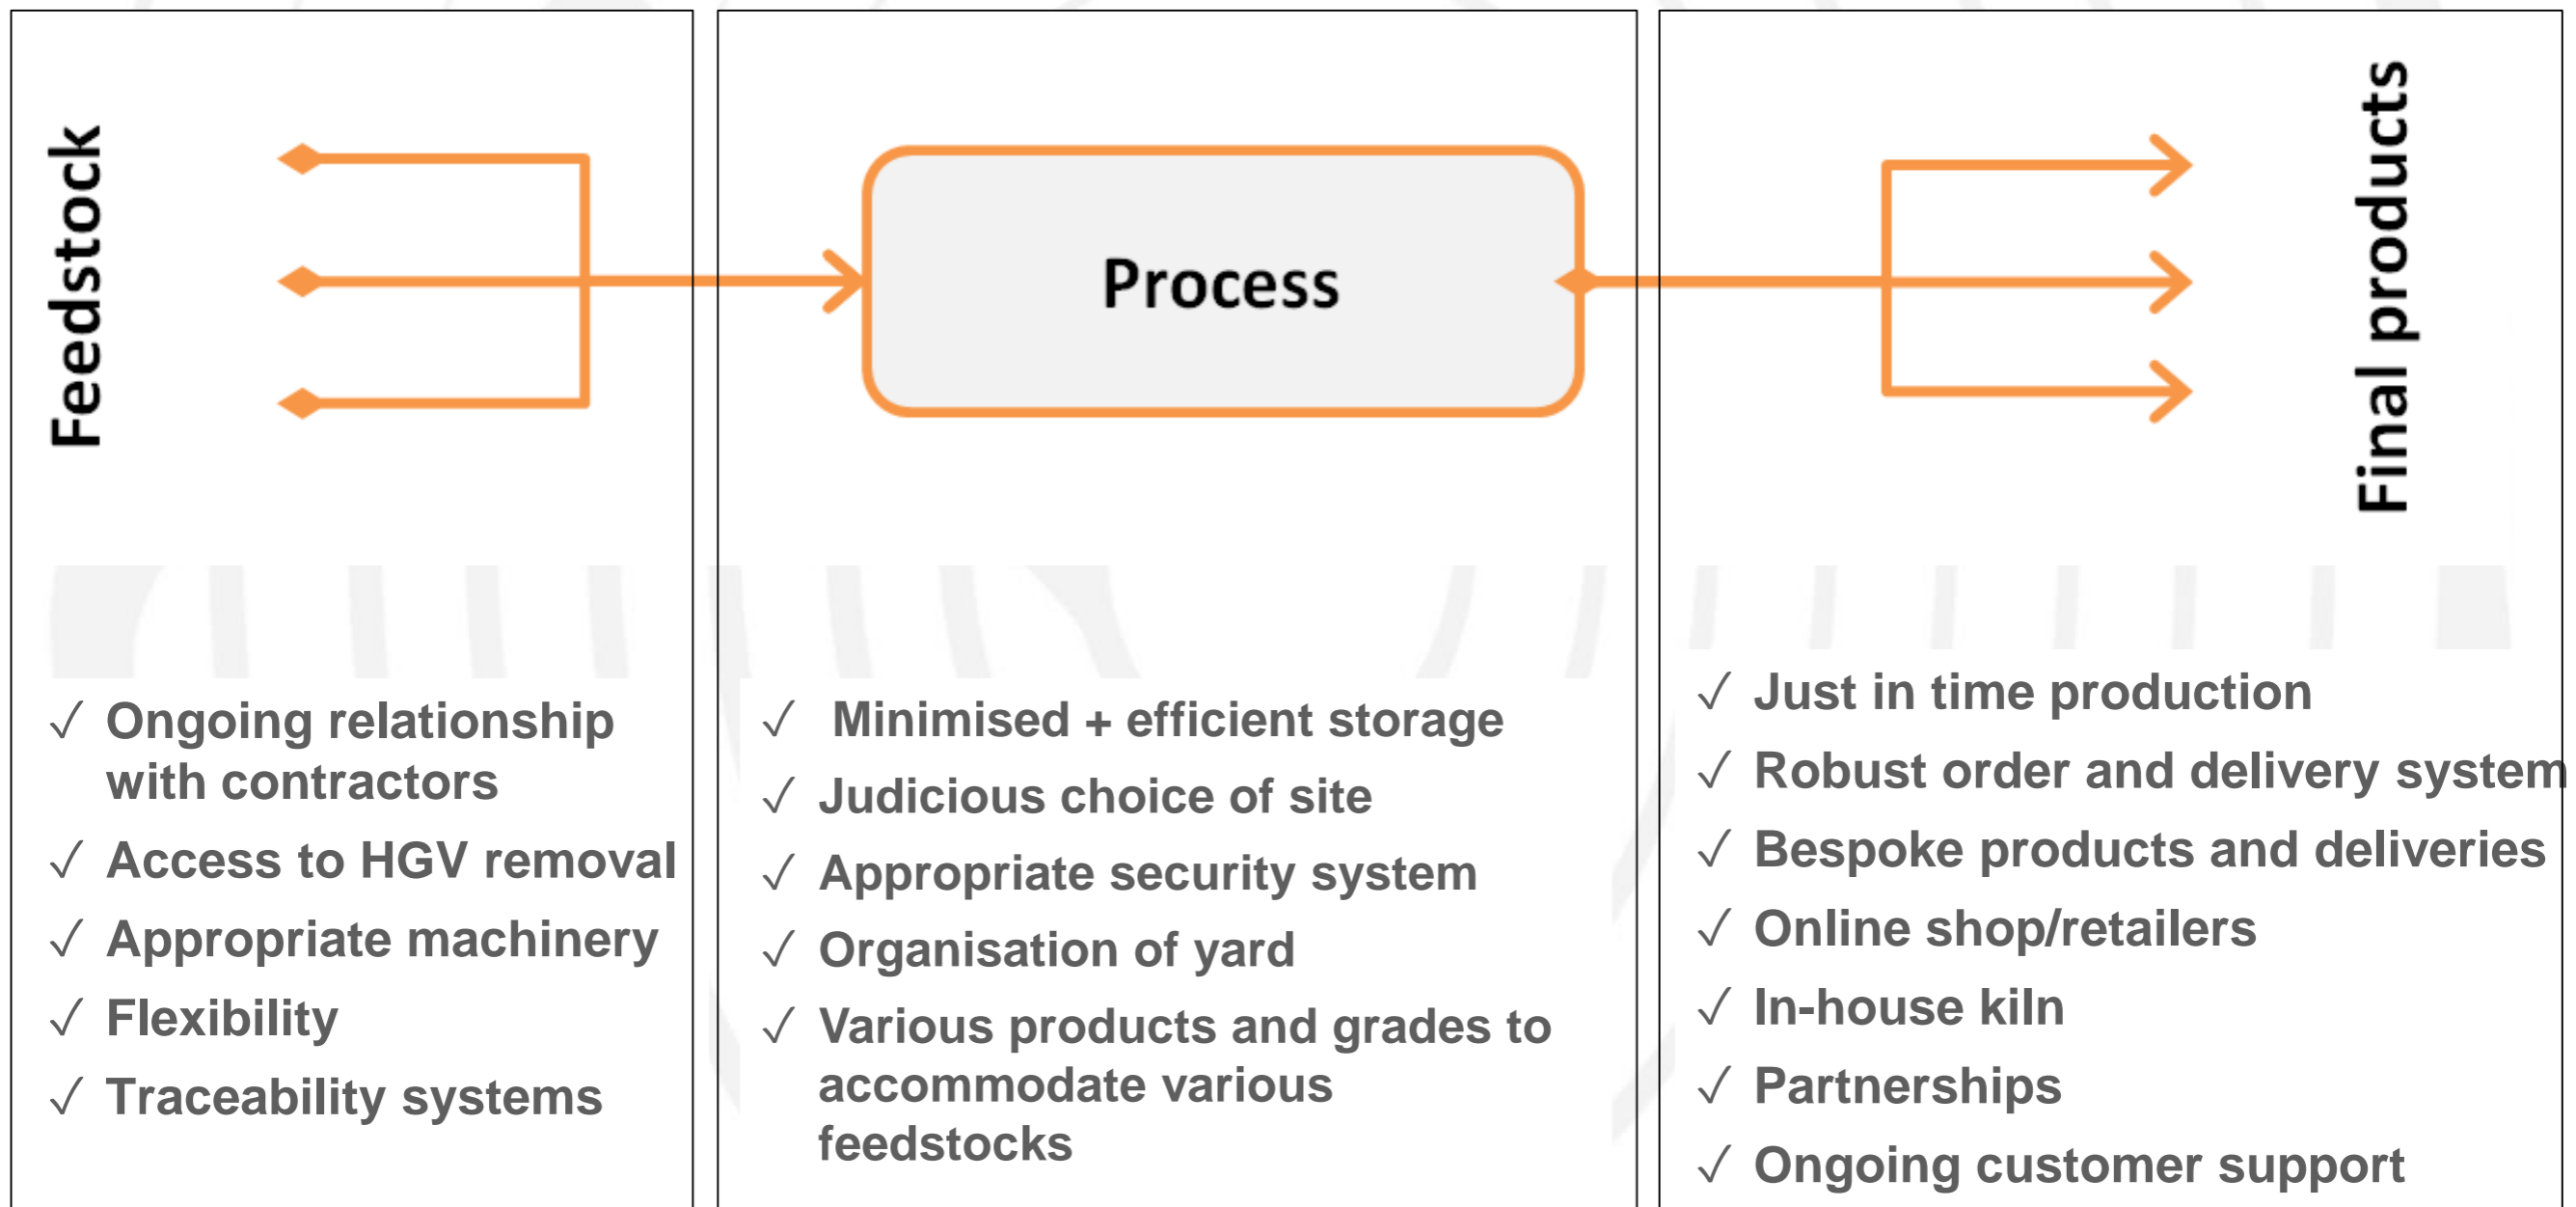 Feedstock
Process
Final products
✓ Ongoing relationship
with contractors
✓ Access to HGV removal
✓ Appropriate machinery
✓ Flexibility
✓ Traceability systems
✓ Minimised + efficient storage
✓ Judicious choice of site
✓ Appropriate security system
✓ Organisation of yard
✓ Various products and grades to
accommodate various
feedstocks
✓ Just in time production
✓ Robust order and delivery system
✓ Bespoke products and deliveries
✓ Online shop/retailers
✓ In-house kiln
✓ Partnerships
✓ Ongoing customer support